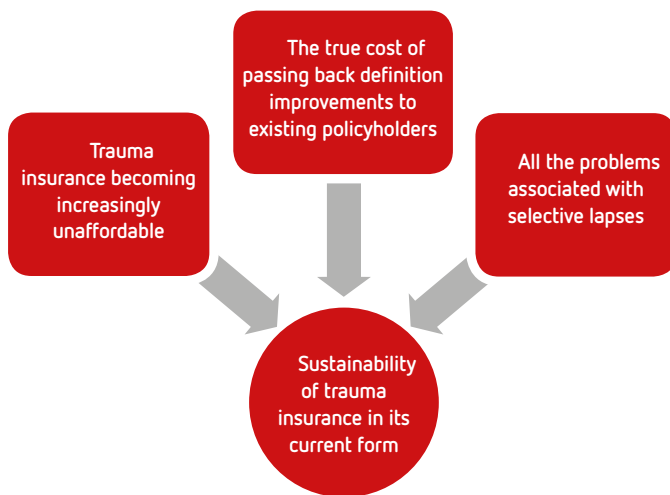 Trauma
insurance becoming
increasingly
unaffordable
The true cost of
passing back definition
improvements to
existing policyholders
All the problems
associated with
selective lapses
Sustainability
of trauma
insurance in its
current form